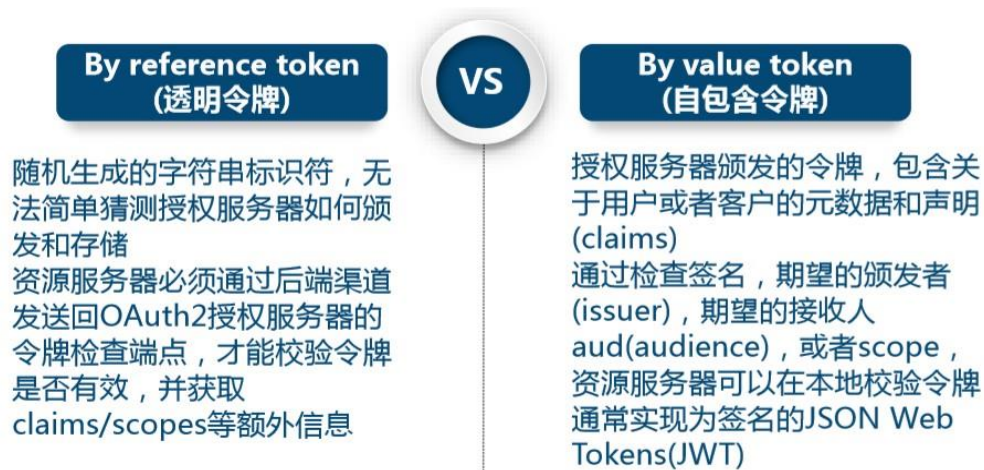 By reference token
(透明令牌)
VS
By value token
(自包含令牌)
随机生成的字符串标识符，无
法简单猜测授权服务器如何颁
发和存储
资源服务器必须通过后端渠道
发送回OAuth2授权服务器的
令牌检查端点，才能校验令牌
是否有效，并获取
claims/scopes等额外信息
授权服务器颁发的令牌，包含关
于用户或者客户的元数据和声明
(claims)
通过检查签名，期望的颁发者
(issuer)，期望的接收人
aud(audience)，或者scope，
资源服务器可以在本地校验令牌
通常实现为签名的JSON Web
Tokens(JWT)